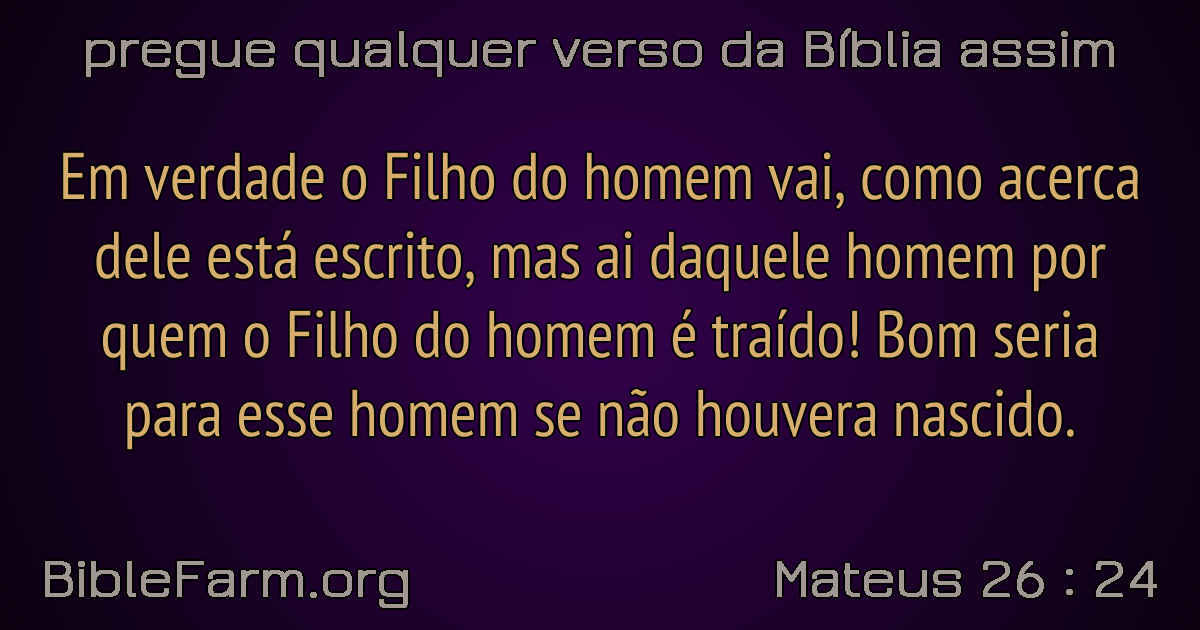 pregue qualquer verso da Bíblia assim
Em verdade o Filho do homem vai, como acerca
dele está escrito, mas ai daquele homem por
quem o Filho do homem é traído! Bom seria
para esse homem se não houvera nascido.
BibleFarm.org
Mateus 26 : 24